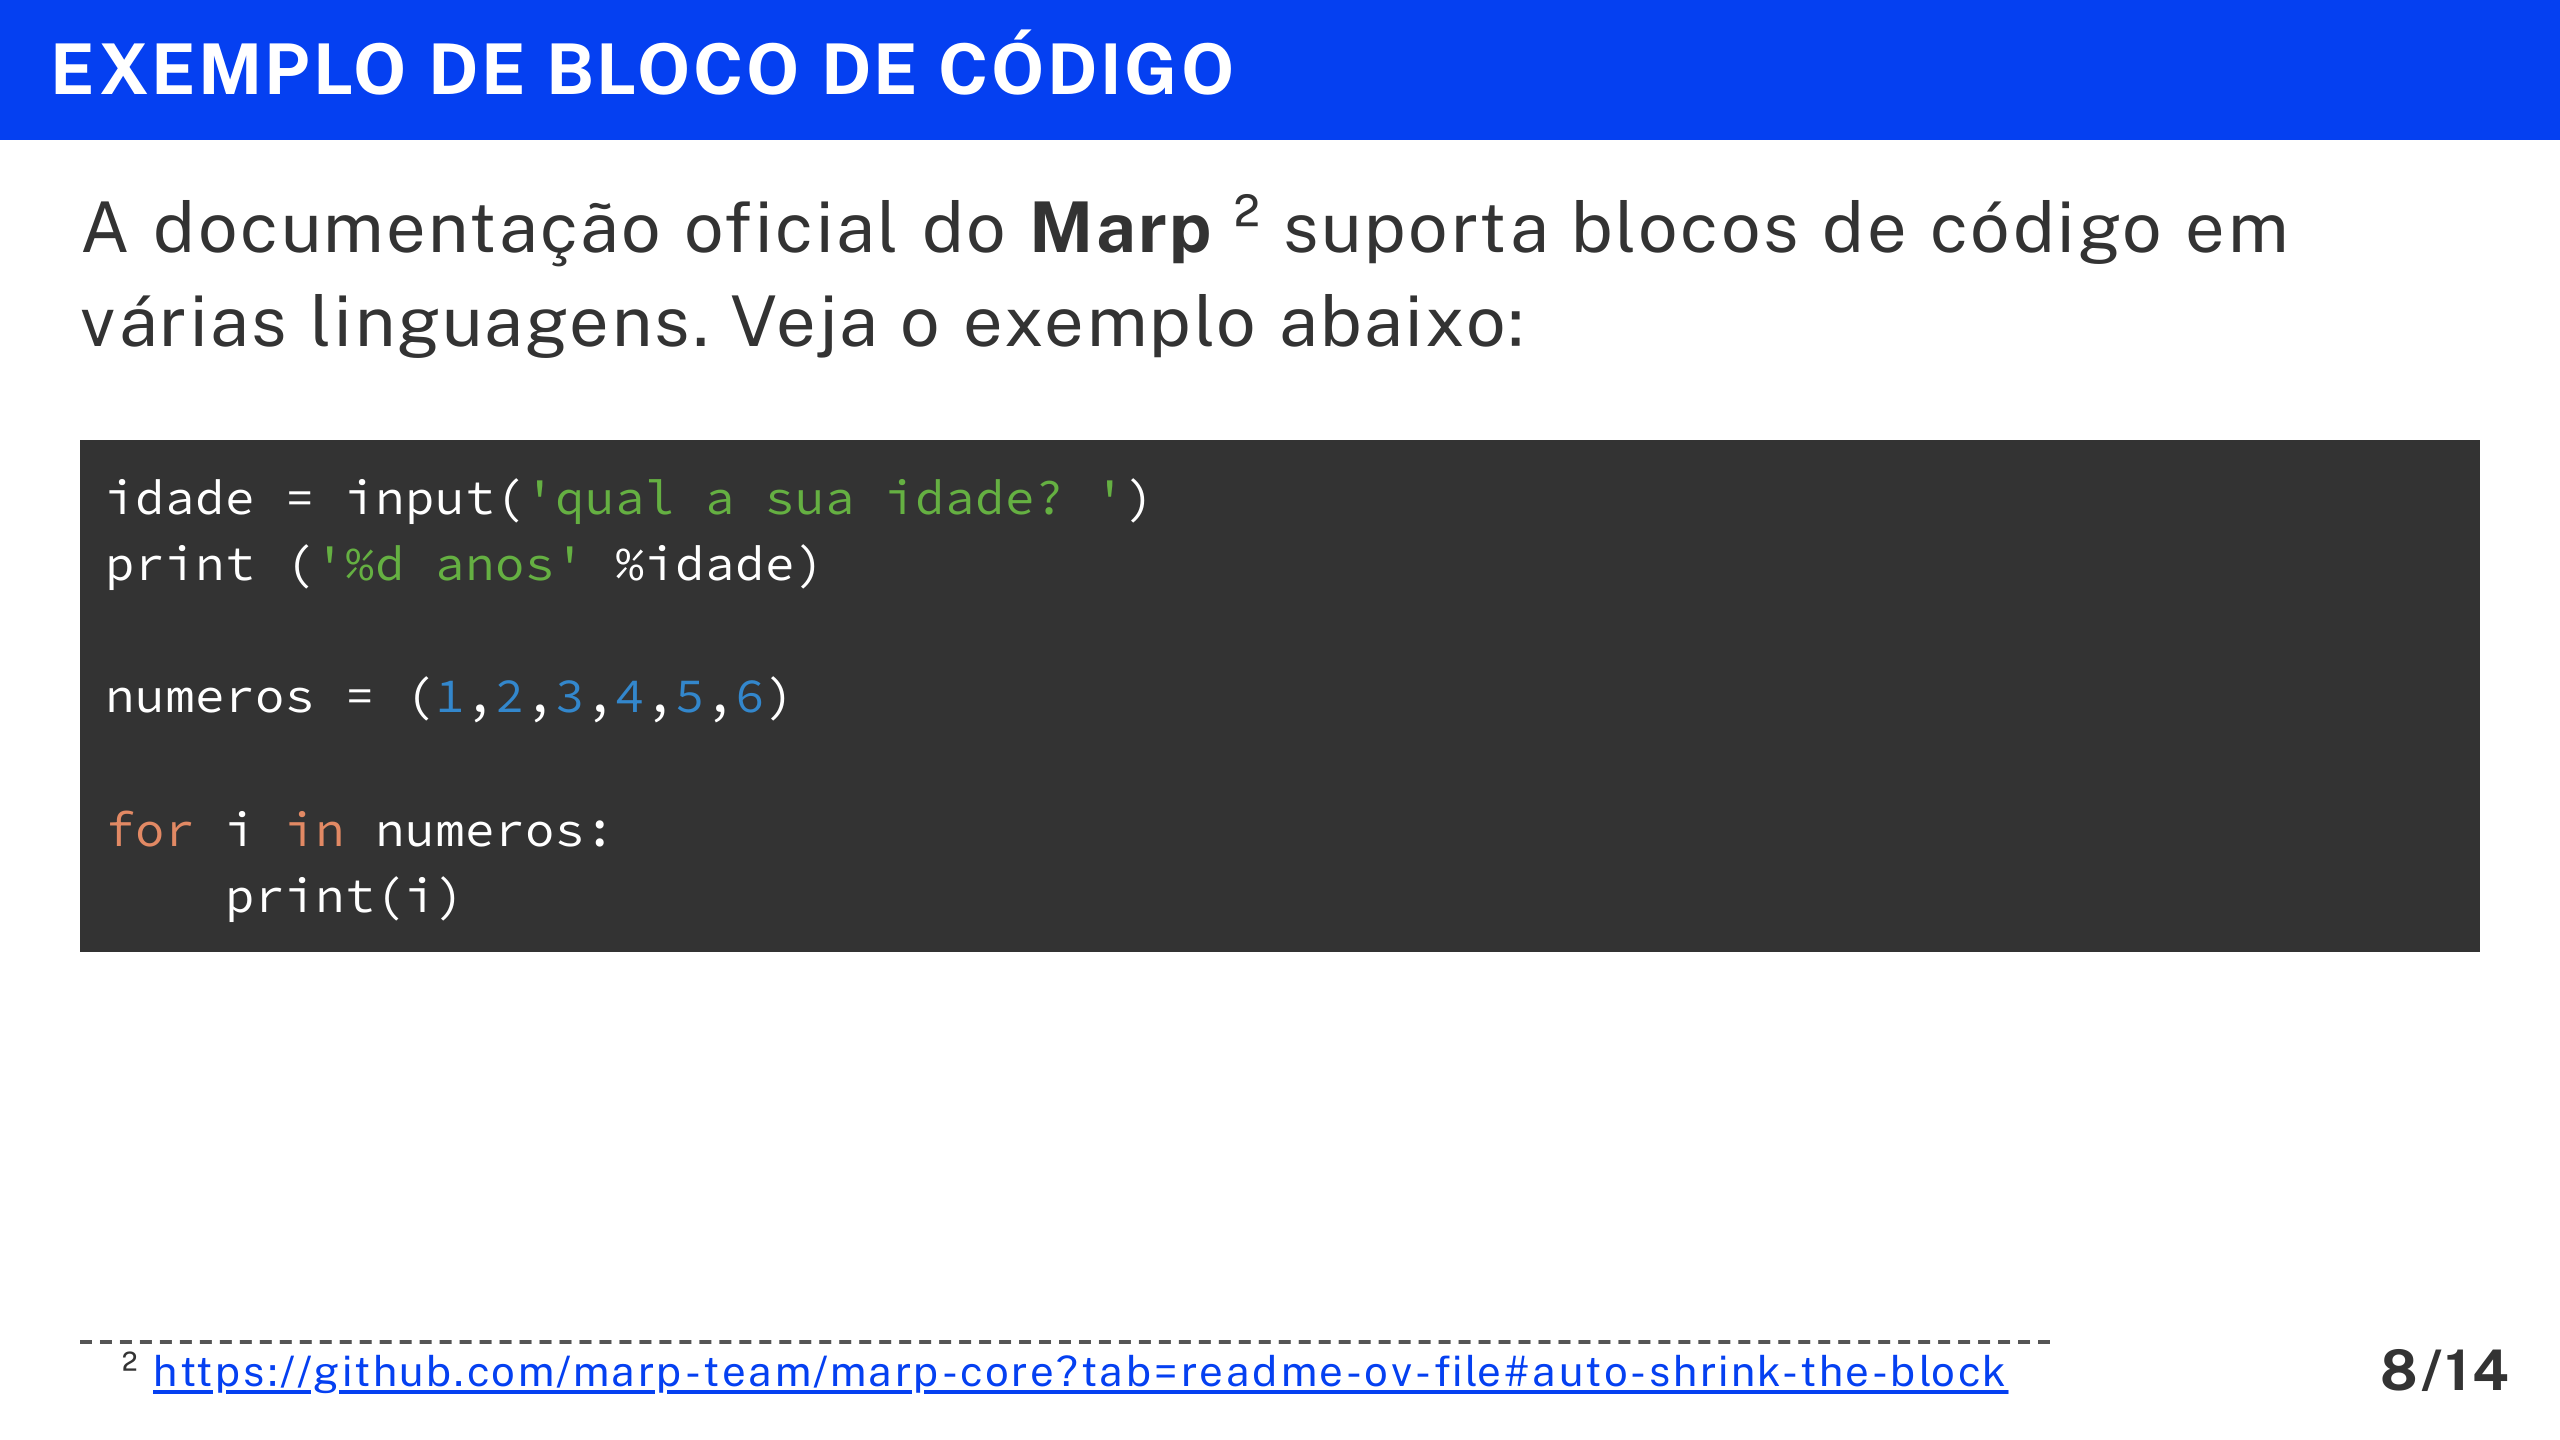 EXEMPLO DE BLOCO DE CÓDIGO
A documentação oficial do Marp ² suporta blocos de código em
várias linguagens. Veja o exemplo abaixo:
idade = input('qual a sua idade? ')
print ('%d anos' %idade)
numeros = (1,2,3,4,5,6)
for i in numeros:
    print(i)
² https://github.com/marp-team/marp-core?tab=readme-ov-file#auto-shrink-the-block
8/14